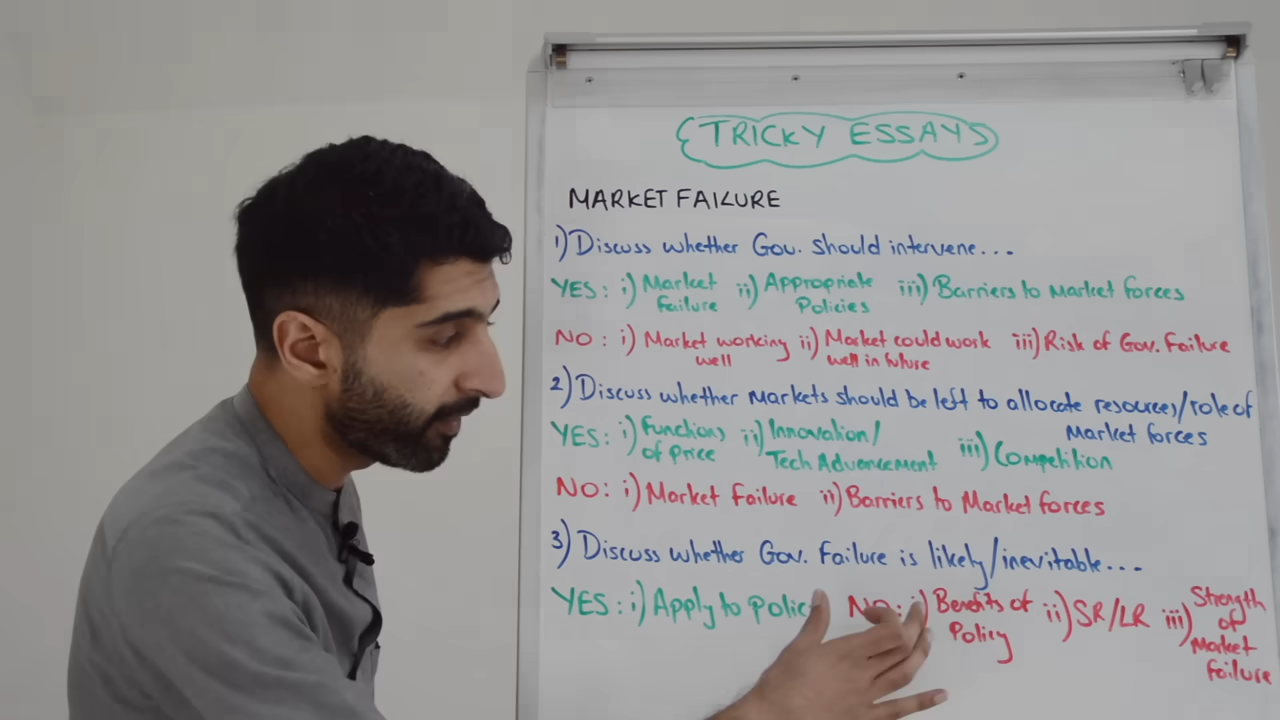 TRICKY ESSAYS
MARKET FAILURE
1) Discuss whether Gov. should intervene...
YES: i) Market Failure ii) Appropriate Policies iii) Barriers to Market forces
NO: i) Market working well ii) Market could work well in future iii) Risk of Gov. Failure
2) Discuss whether Markets should be left to allocate resources/role of
Market forces
YES: i) Functions of Price ii) Innovation/Tech Advancement iii) Competition
NO: i) Market Failure ii) Barriers to Market forces
3) Discuss whether Gov. Failure is likely/inevitable...
YES: i) Apply to NO: i) Benefits of Policy ii) SR/LR iii) Strength of Market Failure